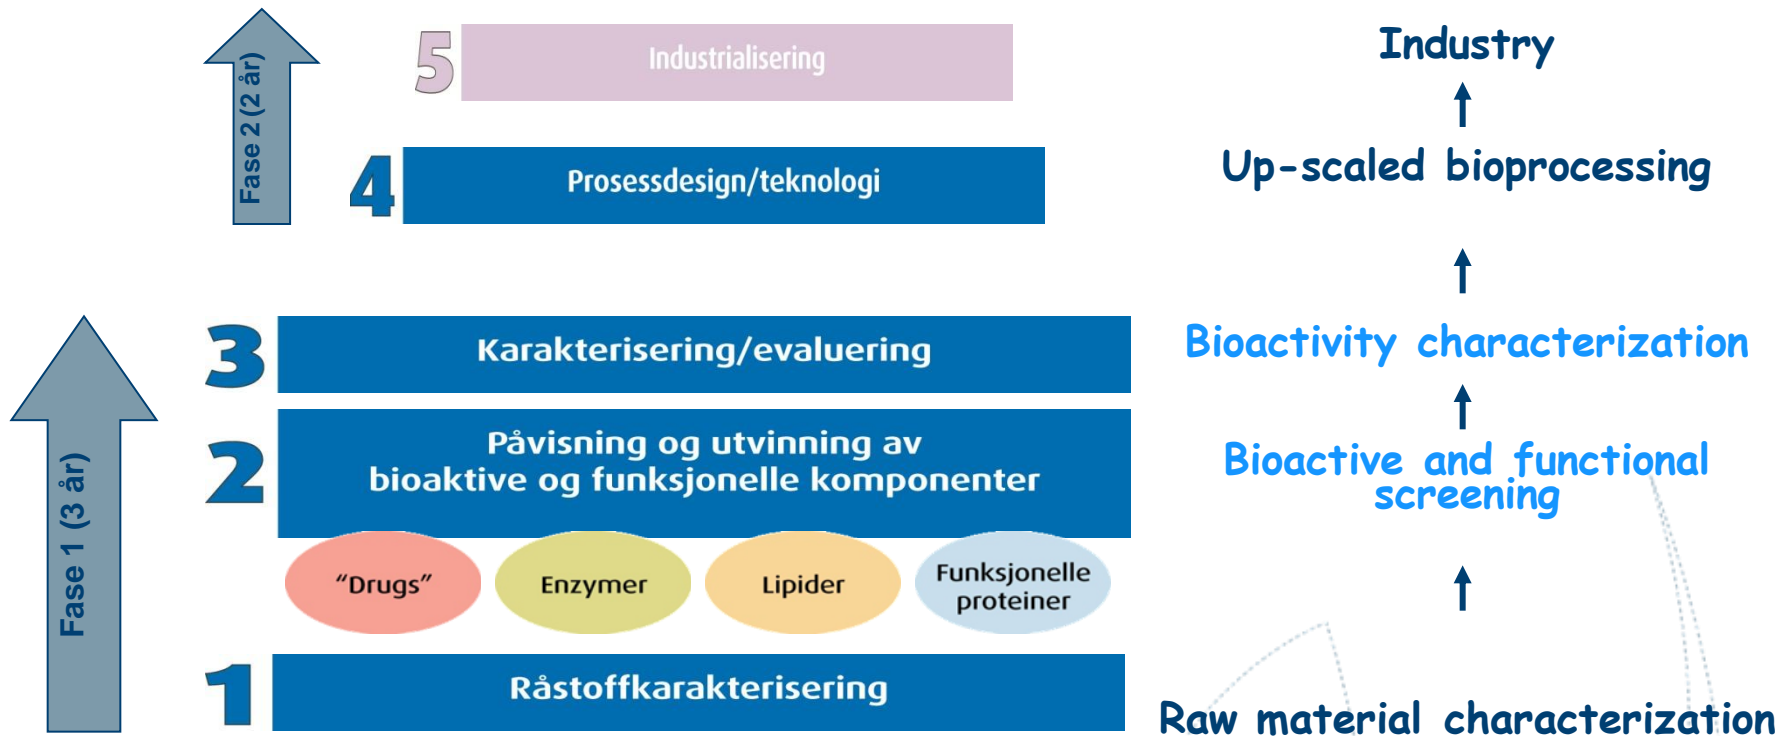 Fase 2 (2 år)
5
Industrialisering
Industry
4
Prosessdesign/teknologi
Up-scaled bioprocessing
Fase 1 (3 år)
3
Karakterisering/evaluering
Bioactivity characterization
2
Påvisning og utvinning av
bioaktive og funksjonelle komponenter
Bioactive and functional
screening
"Drugs"
Enzymer
Lipider
Funksjonelle
proteiner
1
Råstoffkarakterisering
Raw material characterization